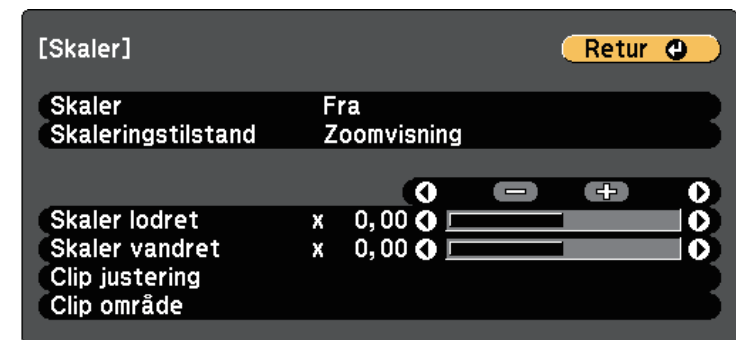 [Skaler] Retur
Skaler Fra
Skaleringstilstand Zoomvisning
− +
Skaler lodret x 0,00
Skaler vandret x 0,00
Clip justering
Clip område